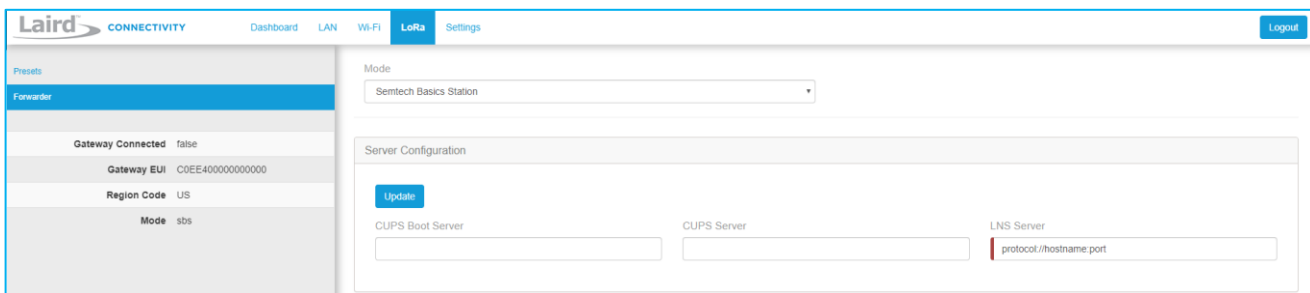 Laird CONNECTIVITY Dashboard LAN Wi-Fi LoRa Settings Logout
Presets
Forwarder
Gateway Connected false
Gateway EUI C0EE400000000000
Region Code US
Mode sbs
Mode
Semtech Basics Station
Server Configuration
Update
CUPS Boot Server CUPS Server LNS Server
protocol://hostname:port